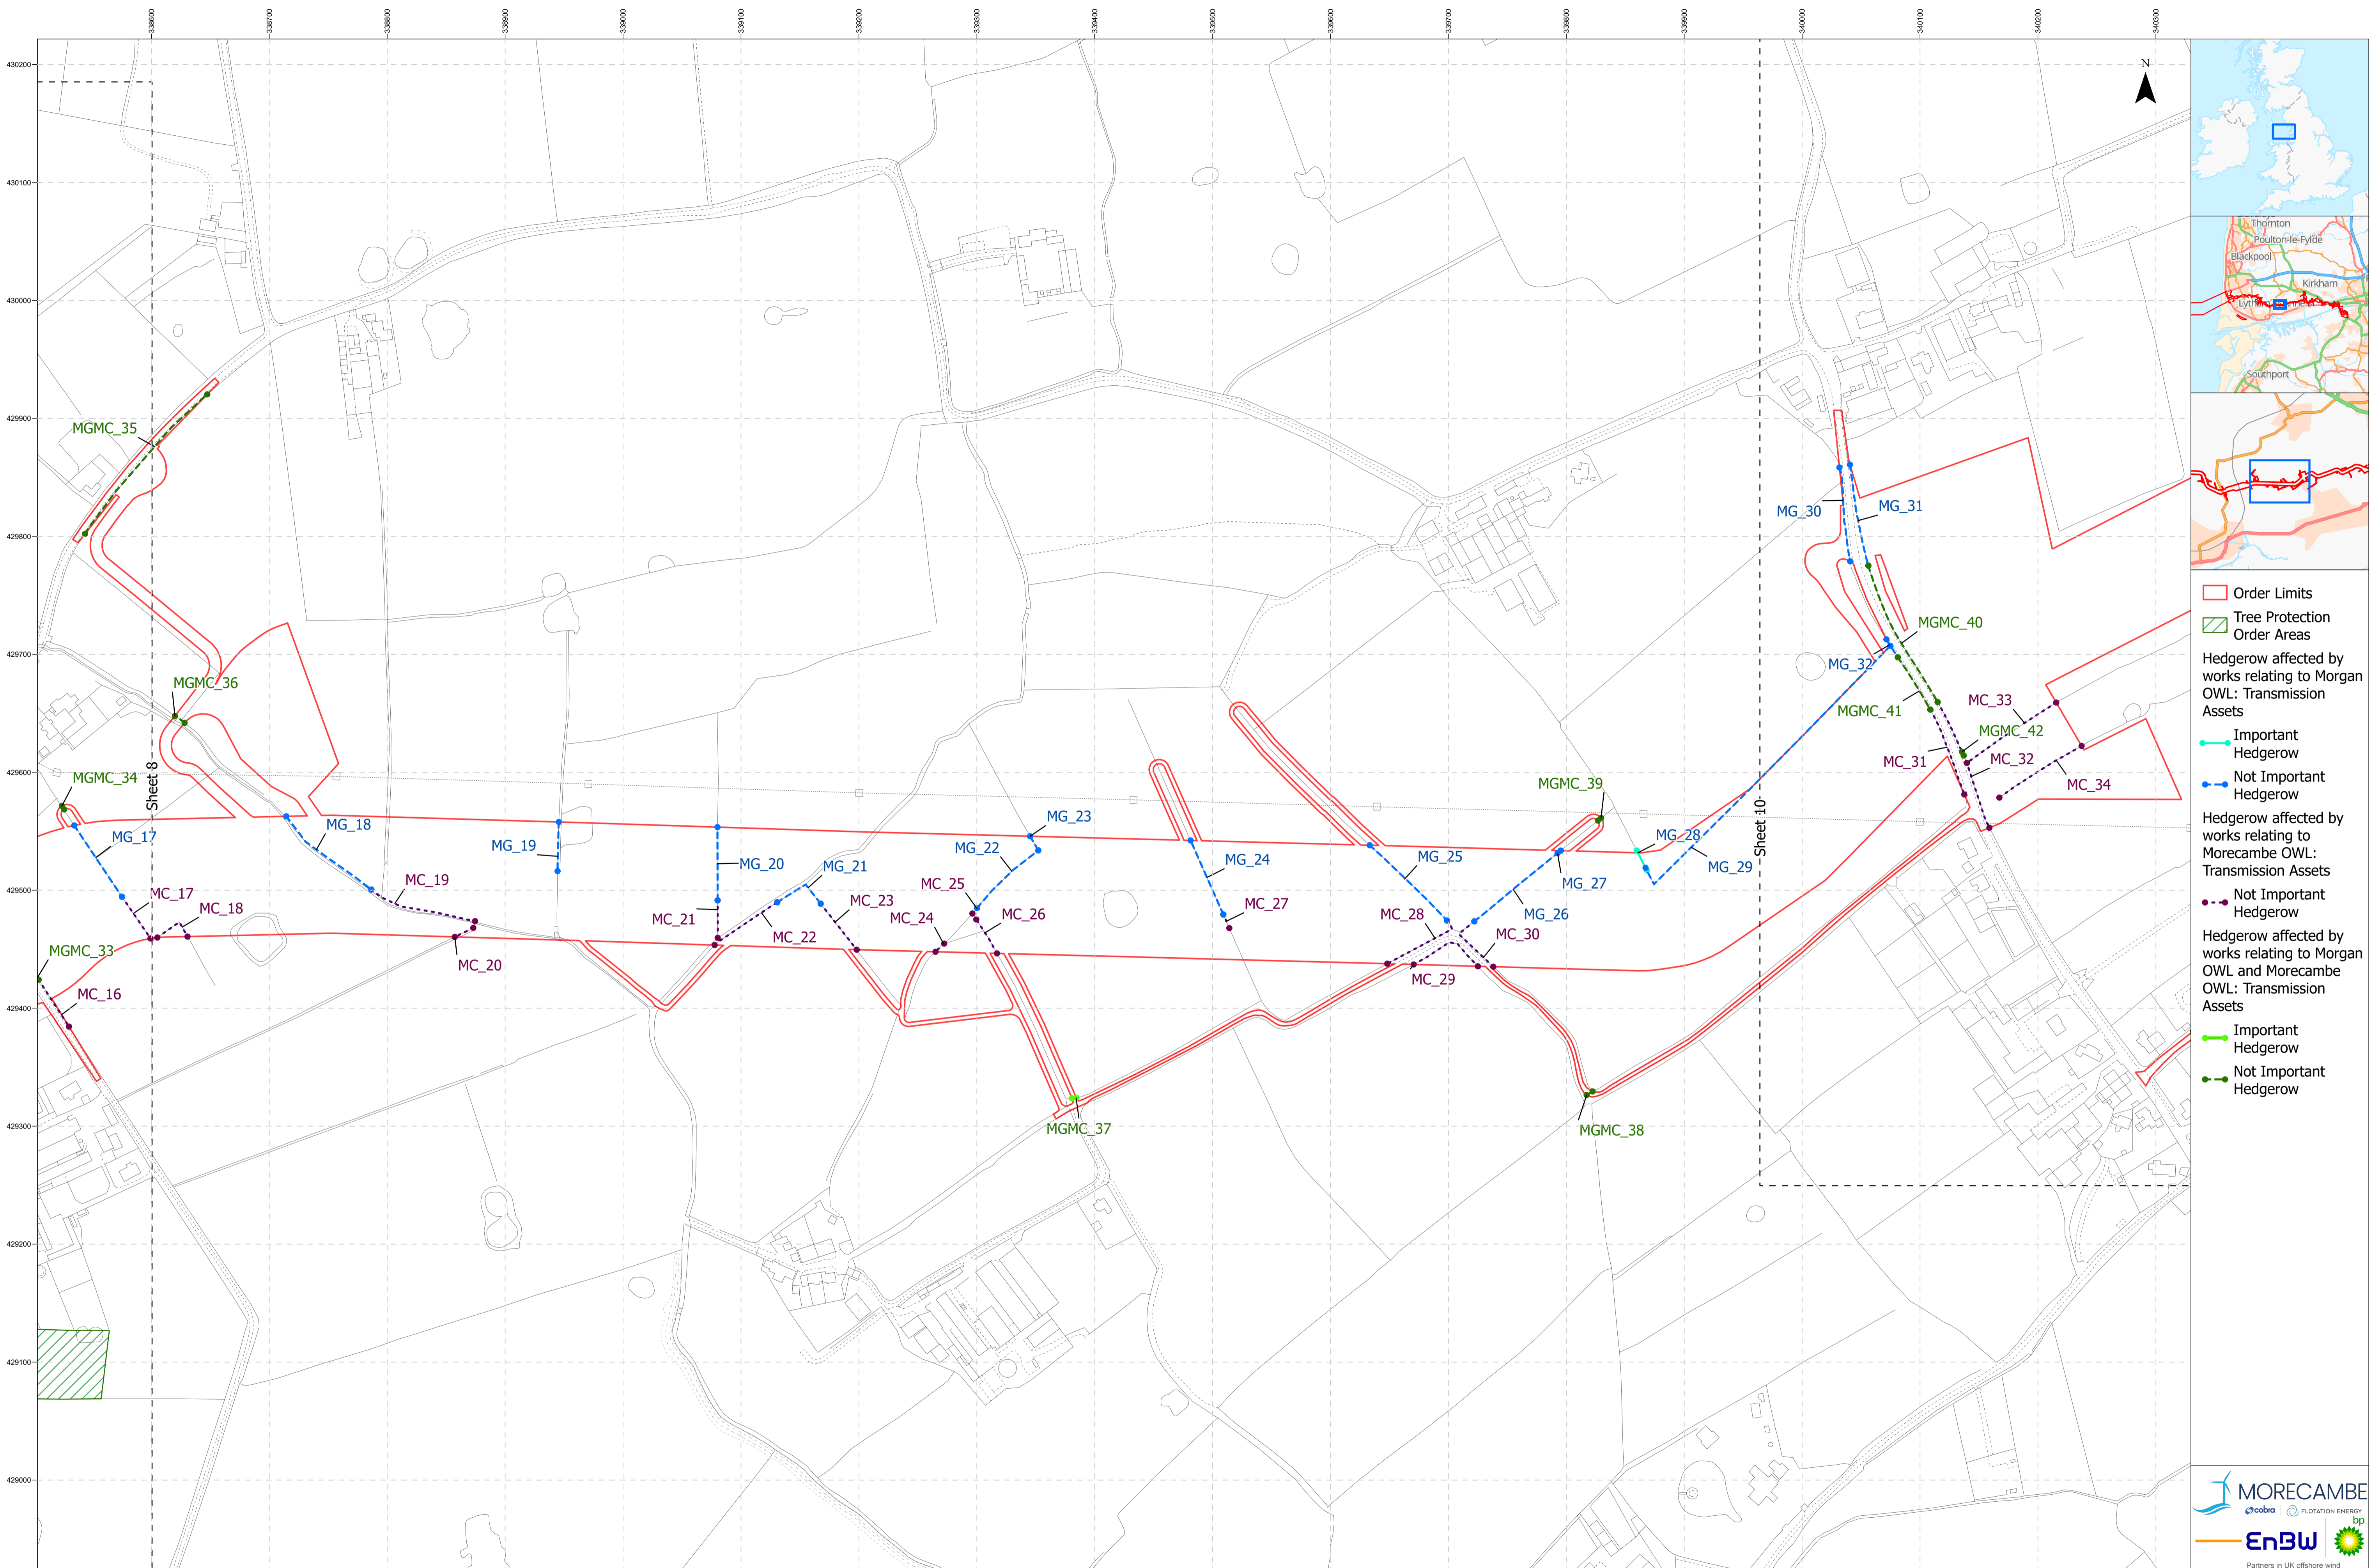 338600
338700
338800
338900
339000
339100
339200
339300
339400
339500
339600
339700
339800
339900
340000
340100
340200
340300
430200
430100
430000
429900
429800
429700
429600
429500
429400
429300
429200
429100
429000
N
MGMC_35
MG_30
MG_31
MGMC_40
MG_32
MGMC_36
MC_33
MGMC_41
MGMC_42
MC_31
MC_32
MC_34
Sheet 8
MGMC_34
MGMC_39
MG_17
MG_18
MG_19
MG_20
MG_21
MG_22
MG_23
MG_24
MG_25
MG_26
MG_27
MG_28
MG_29
Sheet 10
MC_17
MC_18
MC_19
MC_20
MC_21
MC_22
MC_23
MC_24
MC_25
MC_26
MC_27
MC_28
MC_29
MC_30
MGMC_33
MC_16
MGMC_37
MGMC_38
Thornton
Poulton-le-Fylde
Blackpool
Kirkham
Southport
Order Limits
Tree Protection
Order Areas
Hedgerow affected by
works relating to Morgan
OWL: Transmission
Assets
Important
Hedgerow
Not Important
Hedgerow
Hedgerow affected by
works relating to
Morecambe OWL:
Transmission Assets
Not Important
Hedgerow
Hedgerow affected by
works relating to Morgan
OWL and Morecambe
OWL: Transmission
Assets
Important
Hedgerow
Not Important
Hedgerow
MORECAMBE
cobra
FLOTATION ENERGY
EnBW
bp
Partners in UK offshore wind